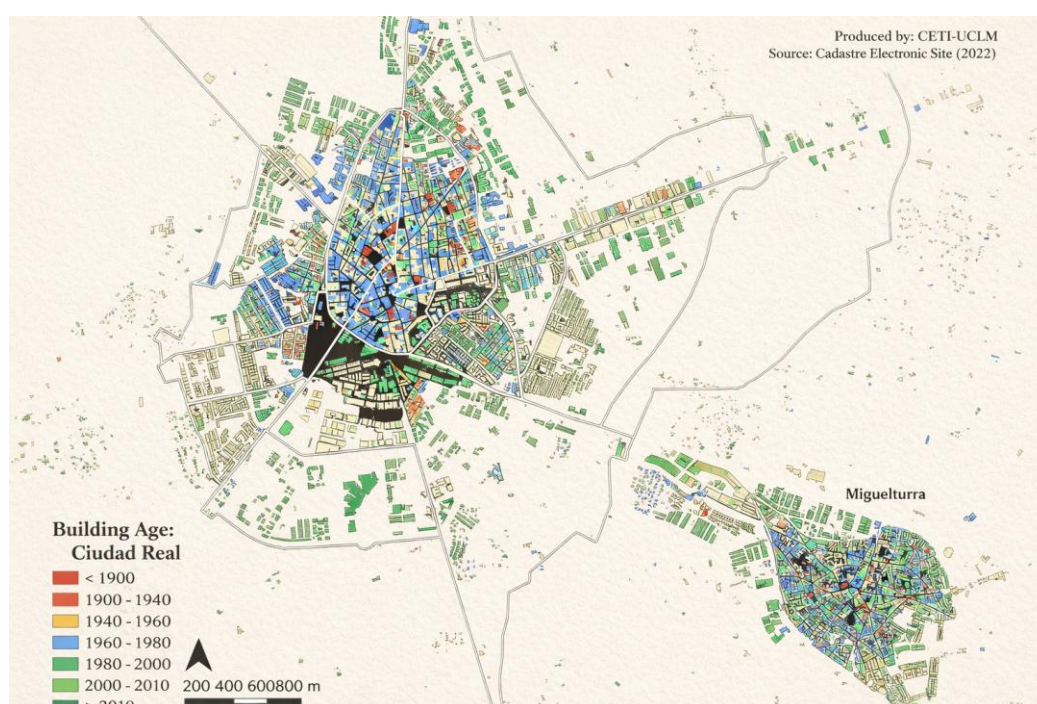 Produced by: CETI-UCLM
Source: Cadastre Electronic Site (2022)
Miguelturra
Building Age:
Ciudad Real
< 1900
1900 - 1940
1940 - 1960
1960 - 1980
1980 - 2000
2000 - 2010
> 2010
200 400 600800 m